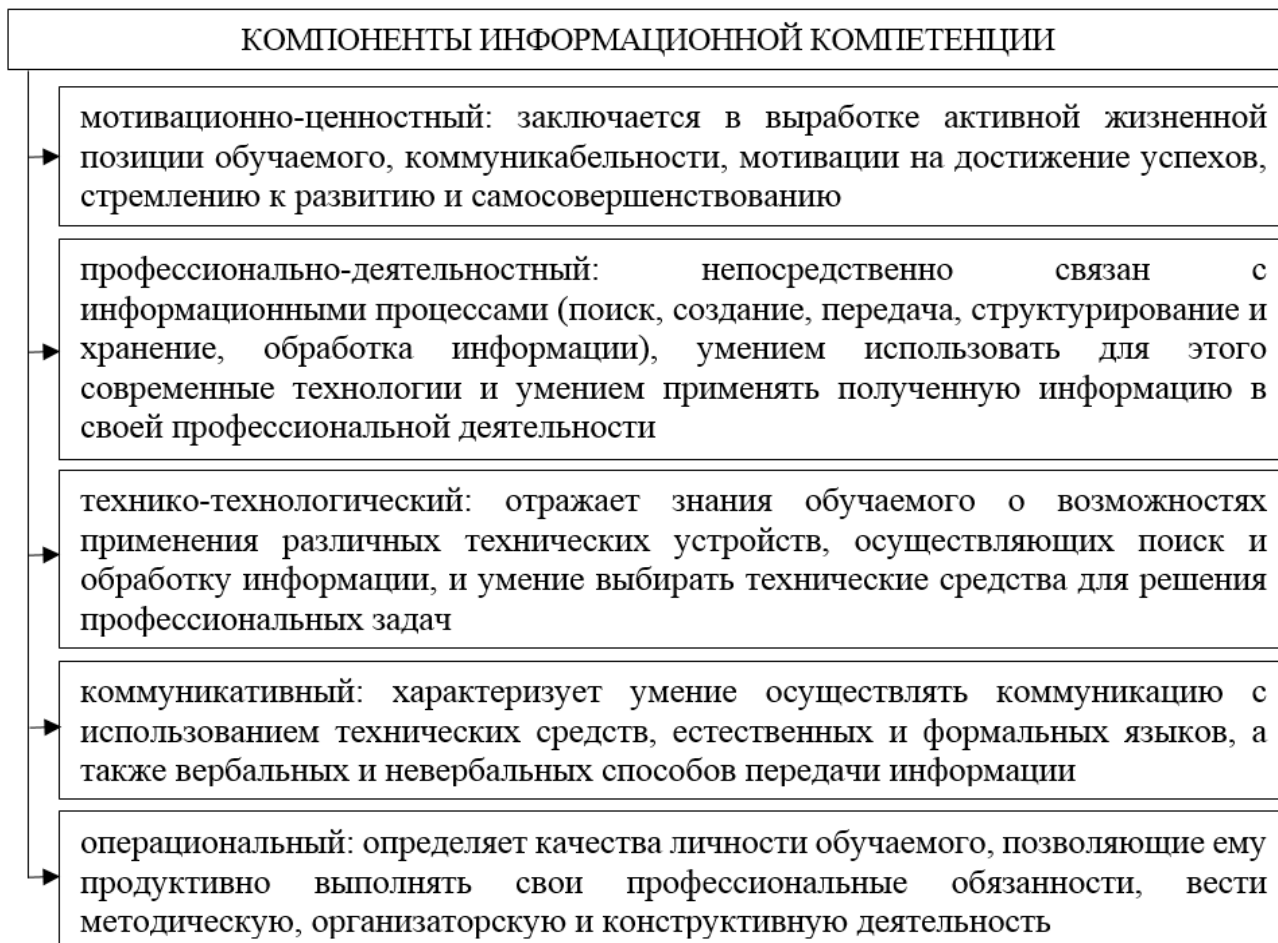 КОМПОНЕНТЫ ИНФОРМАЦИОННОЙ КОМПЕТЕНЦИИ
мотивационно-ценностный: заключается в выработке активной жизненной
позиции обучаемого, коммуникабельности, мотивации на достижение успехов,
стремлению к развитию и самосовершенствованию
профессионально-деятельностный: непосредственно связан с
информационными процессами (поиск, создание, передача, структурирование и
хранение, обработка информации), умением использовать для этого
современные технологии и умением применять полученную информацию в
своей профессиональной деятельности
технико-технологический: отражает знания обучаемого о возможностях
применения различных технических устройств, осуществляющих поиск и
обработку информации, и умение выбирать технические средства для решения
профессиональных задач
коммуникативный: характеризует умение осуществлять коммуникацию с
использованием технических средств, естественных и формальных языков, а
также вербальных и невербальных способов передачи информации
операциональный: определяет качества личности обучаемого, позволяющие ему
продуктивно выполнять свои профессиональные обязанности, вести
методическую, организаторскую и конструктивную деятельность